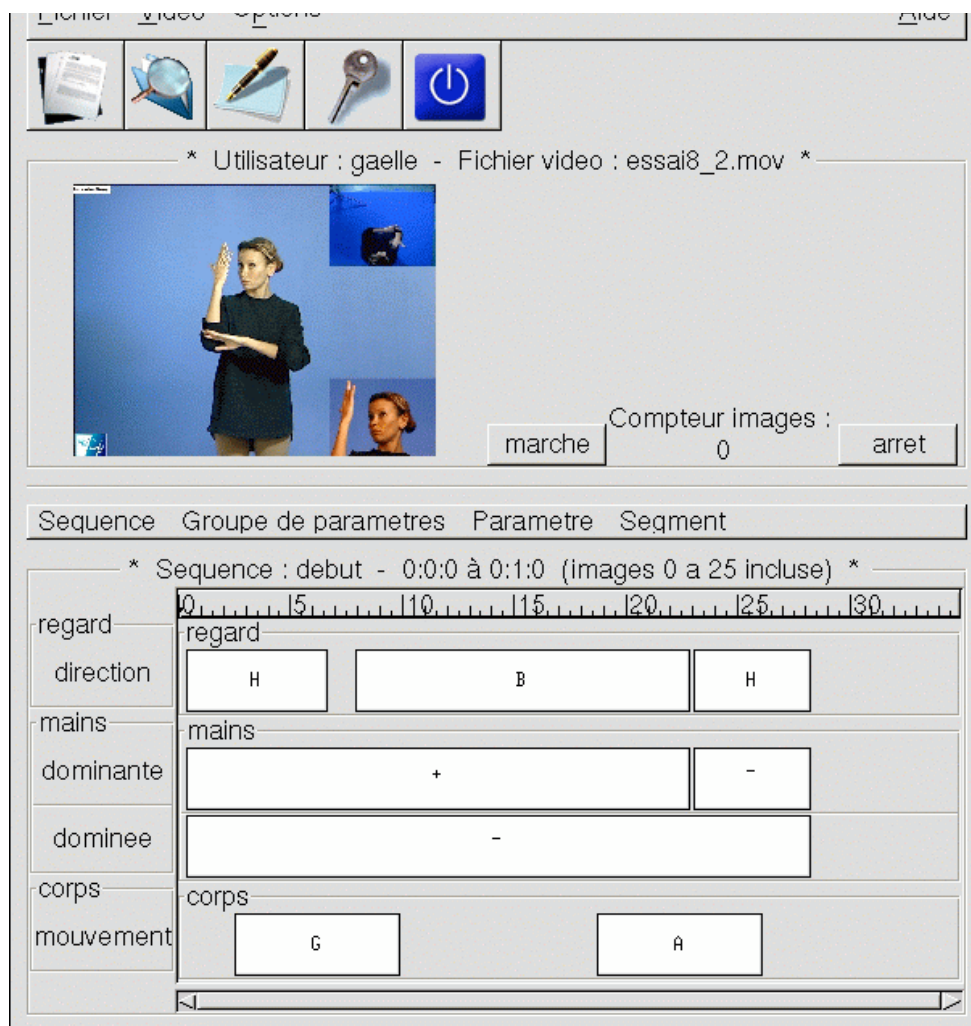 Fichier Video Options Aide
* Utilisateur : gaelle - Fichier video : essai8_2.mov *
Compteur images :
marche 0 arret
Sequence Groupe de parametres Parametre Segment
* Sequence : debut - 0:0:0 à 0:1:0 (images 0 a 25 incluse) *
0 5 10 15 20 25 30
regard regard
direction H B H
mains mains
dominante + -
dominee -
corps corps
mouvement G A